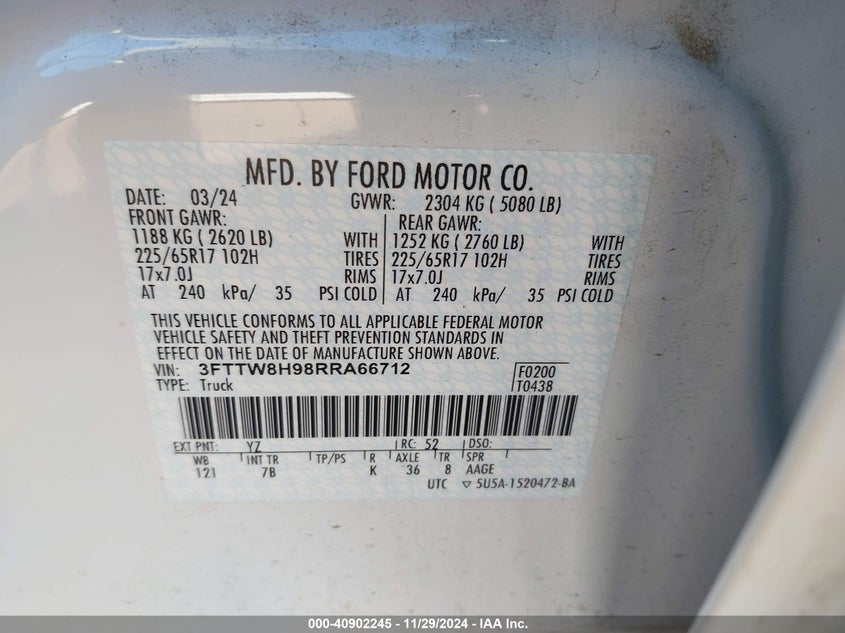 MFD. BY FORD MOTOR CO.
DATE: 03/24 GVWR: 2304 KG ( 5080 LB)
FRONT GAWR: REAR GAWR:
1188 KG ( 2620 LB) WITH 1252 KG ( 2760 LB) WITH
225/65R17 102H TIRES 225/65R17 102H TIRES
17x7.0J RIMS 17x7.0J RIMS
AT 240 kPa/ 35 PSI COLD AT 240 kPa/ 35 PSI COLD
THIS VEHICLE CONFORMS TO ALL APPLICABLE FEDERAL MOTOR
VEHICLE SAFETY AND THEFT PREVENTION STANDARDS IN
EFFECT ON THE DATE OF MANUFACTURE SHOWN ABOVE.
VIN: 3FTTW8H98RRA66712 F0200
TYPE: Truck T0438
EXT PNT: YZ RC: 52 DSO:
WB INT TR TP/PS R AXLE TR SPR
121 7B K 36 8 AAGE
UTC ▽ 5U5A-1520472-BA
000-40902245 - 11/29/2024 - IAA Inc.